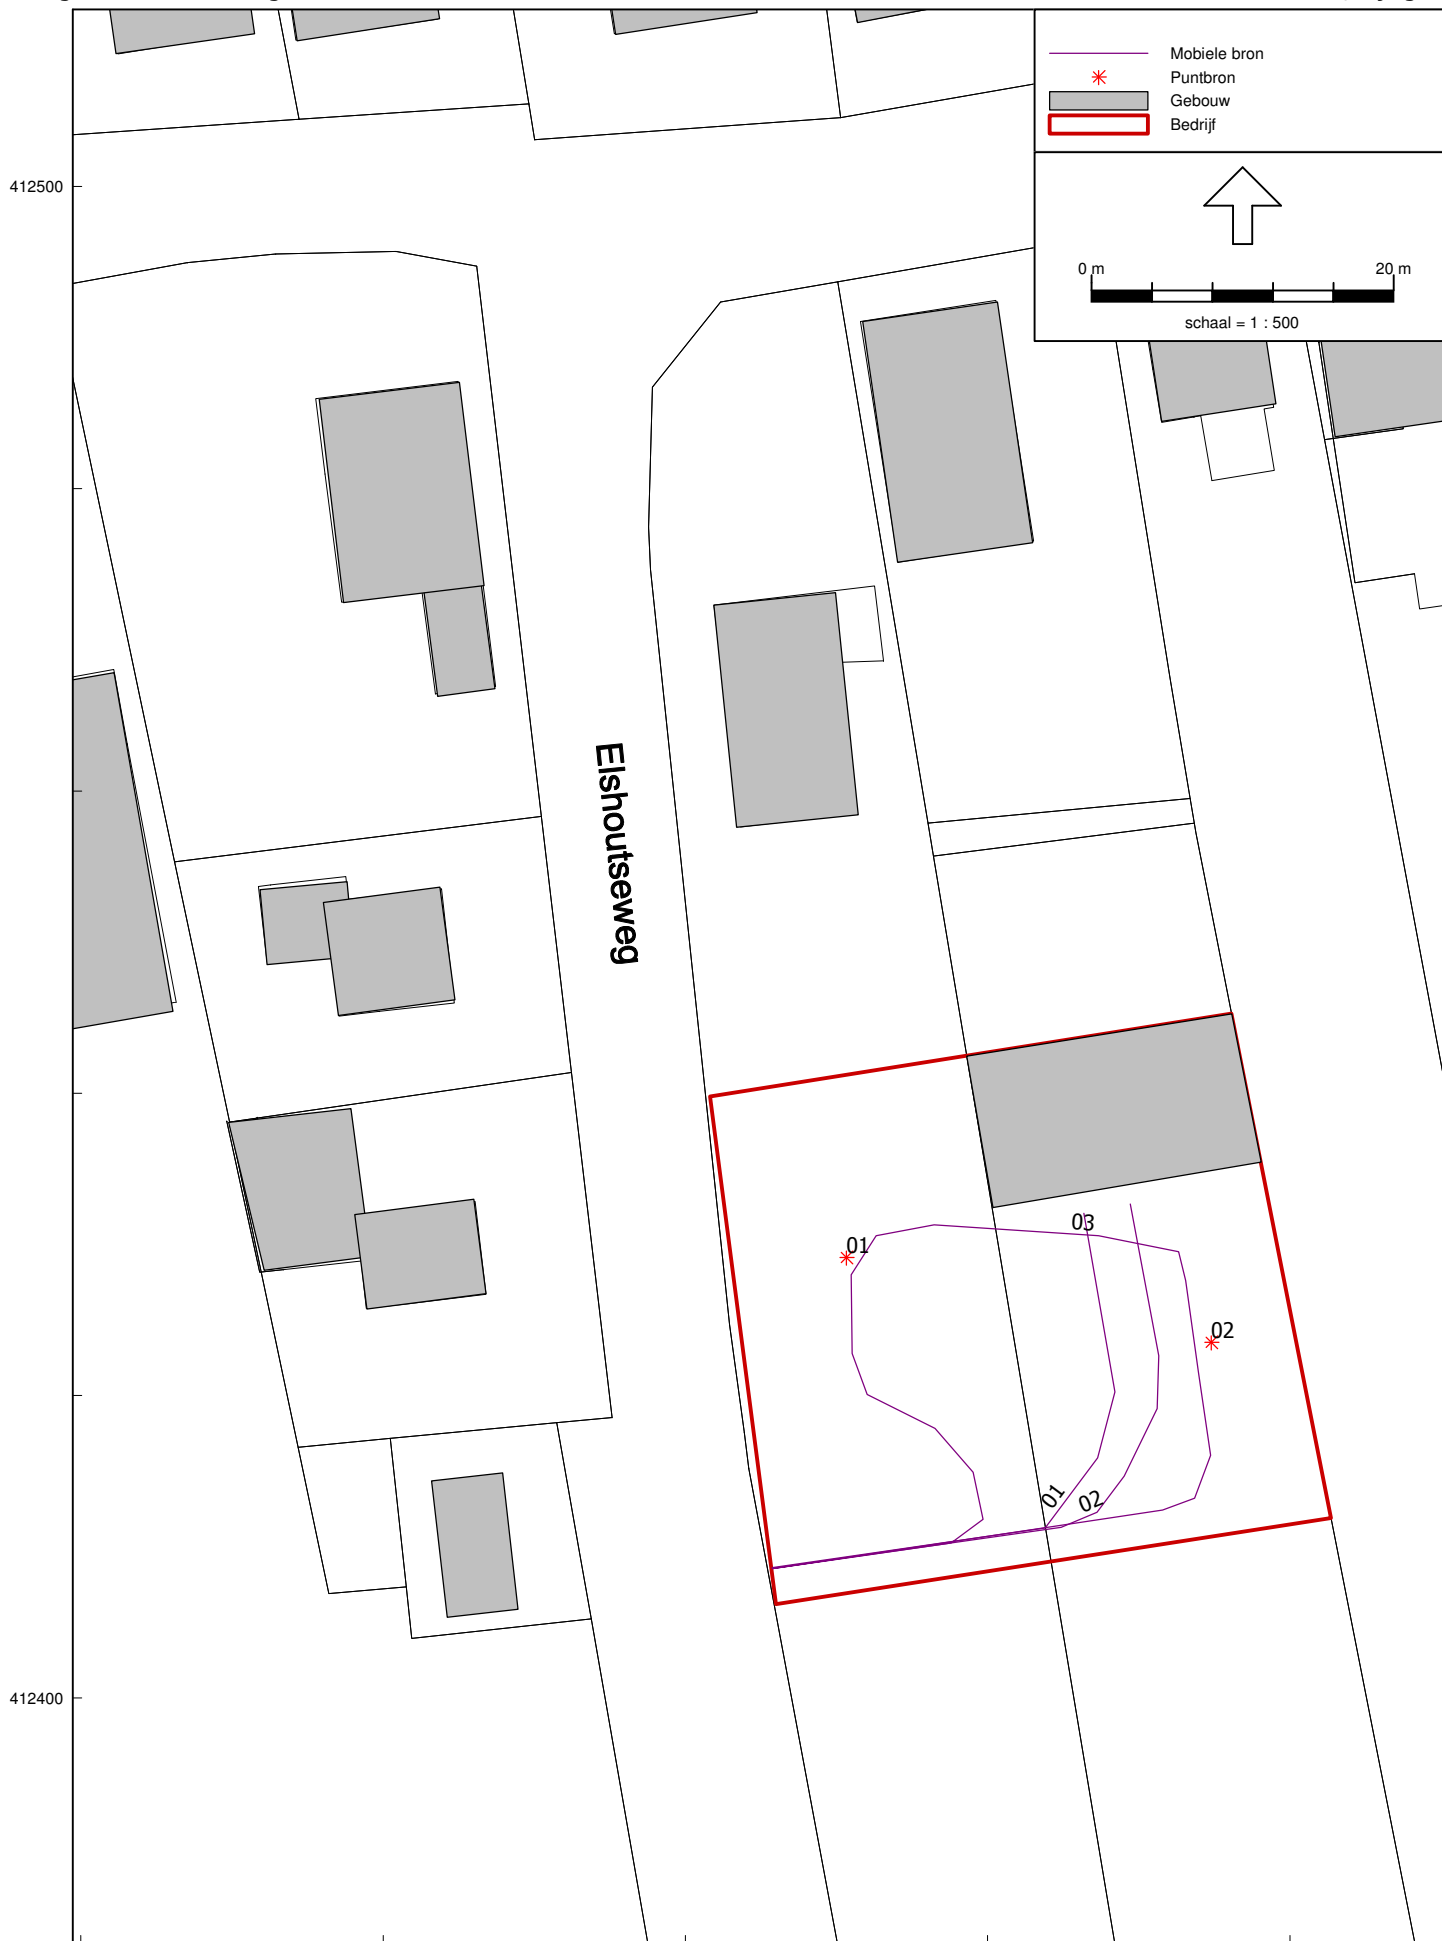 Mobiele bron
Puntbron
Gebouw
Bedrijf
412500
0 m
20 m
schaal = 1 : 500
Elshoutseweg
03
01
02
01
02
412400